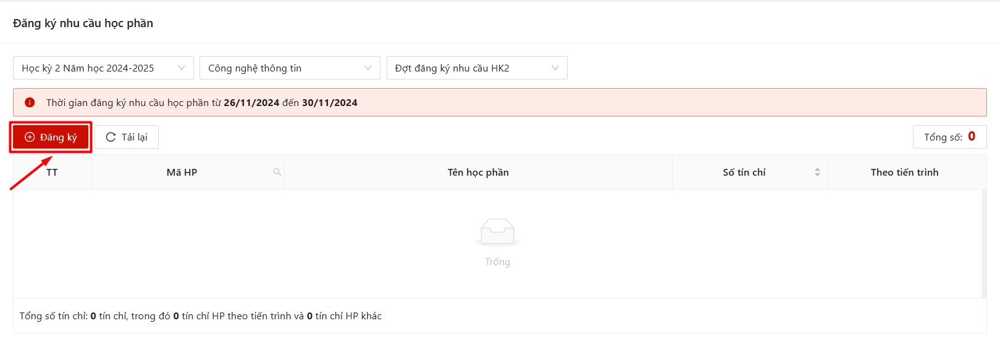 Đăng ký nhu cầu học phần
Học kỳ 2 Năm học 2024-2025 Công nghệ thông tin Đợt đăng ký nhu cầu HK2
Thời gian đăng ký nhu cầu học phần từ 26/11/2024 đến 30/11/2024
Đăng ký Tải lại Tổng số: 0
TT Mã HP Tên học phần Số tín chỉ Theo tiến trình
Trống
Tổng số tín chỉ: 0 tín chỉ, trong đó 0 tín chỉ HP theo tiến trình và 0 tín chỉ HP khác